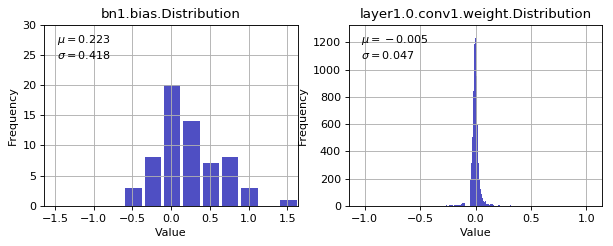 bn1.bias.Distribution
μ = 0.223
σ = 0.418
30
25
20
15
10
5
0
Frequency
−1.5 −1.0 −0.5 0.0 0.5 1.0 1.5
Value
layer1.0.conv1.weight.Distribution
μ = −0.005
σ = 0.047
1200
1000
800
600
400
200
0
Frequency
−1.0 −0.5 0.0 0.5 1.0
Value